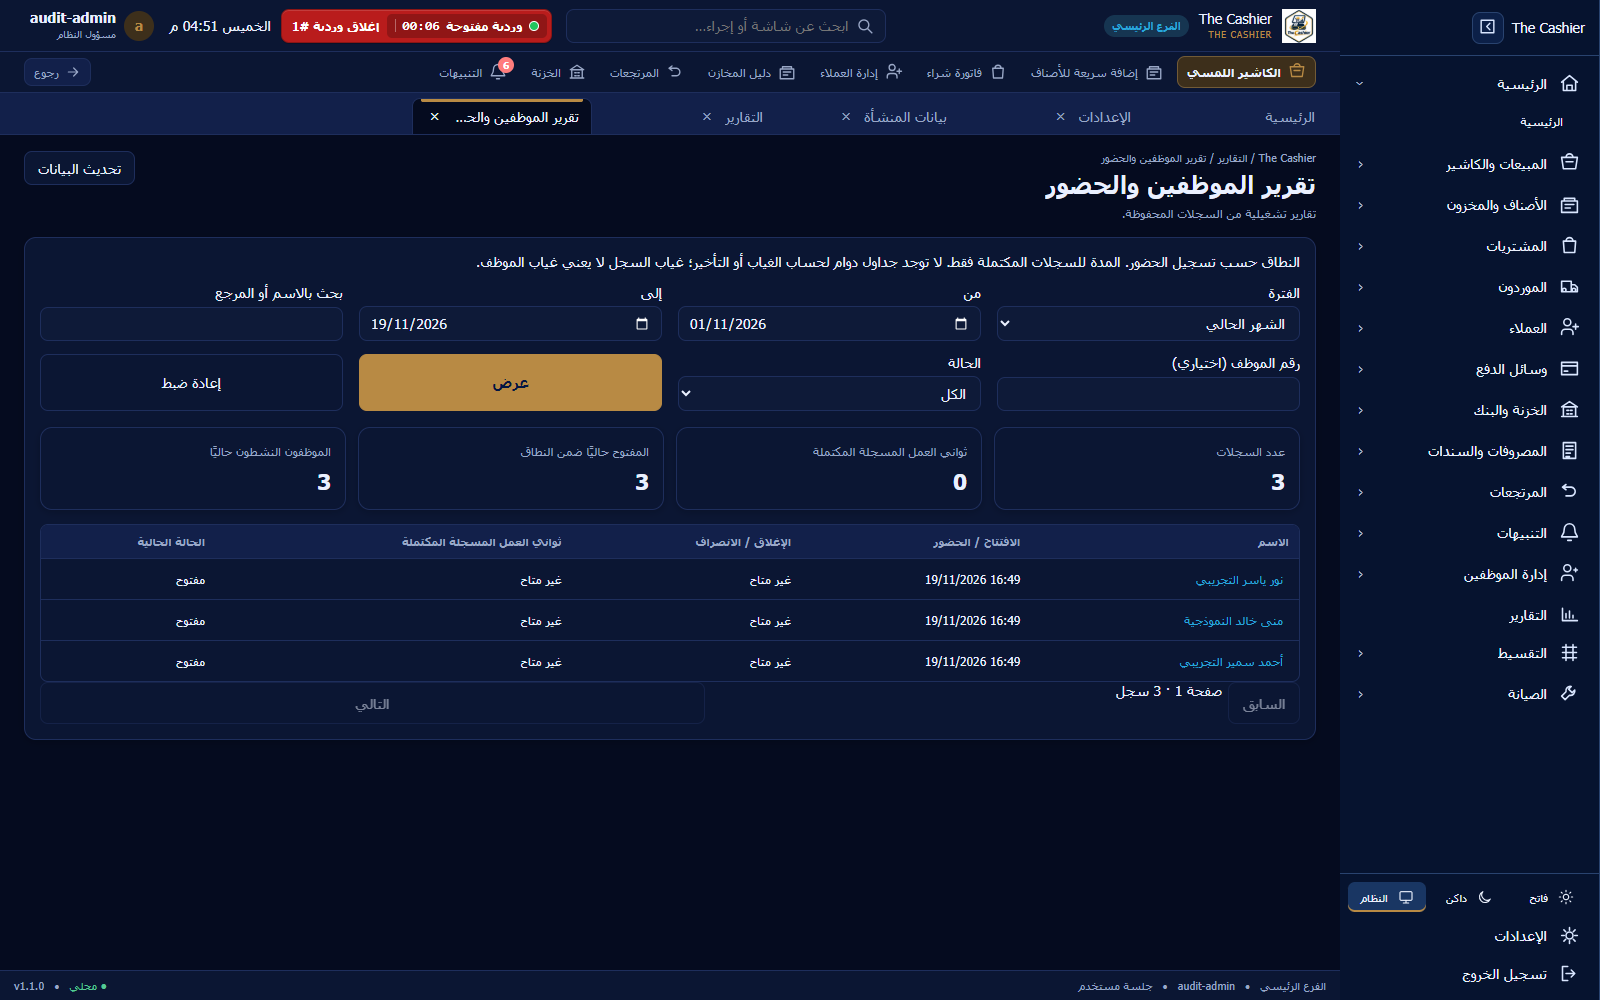 The Cashier
الرئيسية
الرئيسية
المبيعات والكاشير
الأصناف والمخزون
المشتريات
الموردون
العملاء
وسائل الدفع
الخزنة والبنك
المصروفات والسندات
المرتجعات
التنبيهات
إدارة الموظفين
التقارير
التقسيط
الصيانة
فاتح
داكن
النظام
الإعدادات
تسجيل الخروج
The Cashier
THE CASHIER
الفرع الرئيسي
ابحث عن شاشة أو إجراء...
وردية مفتوحة 00:06
إغلاق وردية #1
الخميس 04:51 م
a
audit-admin
مسؤول النظام
الكاشير اللمسي
إضافة سريعة للأصناف
فاتورة شراء
إدارة العملاء
دليل المخازن
المرتجعات
الخزنة
التنبيهات
6
رجوع
الرئيسية
الإعدادات ×
بيانات المنشأة ×
التقارير ×
تقرير الموظفين والحـ... ×
The Cashier / التقارير / تقرير الموظفين والحضور
تقرير الموظفين والحضور
تقارير تشغيلية من السجلات المحفوظة.
تحديث البيانات
النطاق حسب تسجيل الحضور. المدة للسجلات المكتملة فقط. لا توجد جداول دوام لحساب الغياب أو التأخير؛ غياب السجل لا يعني غياب الموظف.
الفترة
الشهر الحالي
من
01/11/2026
إلى
19/11/2026
بحث بالاسم أو المرجع
رقم الموظف (اختياري)
الحالة
الكل
عرض
إعادة ضبط
عدد السجلات
3
ثواني العمل المسجلة المكتملة
0
المفتوح حاليًا ضمن النطاق
3
الموظفون النشطون حاليًا
3
الاسم الافتتاح / الحضور الإغلاق / الانصراف ثواني العمل المسجلة المكتملة الحالة الحالية
نور ياسر التجريبي 19/11/2026 16:49 غير متاح غير متاح مفتوح
منى خالد النموذجية 19/11/2026 16:49 غير متاح غير متاح مفتوح
أحمد سمير التجريبي 19/11/2026 16:49 غير متاح غير متاح مفتوح
السابق
صفحة 1 · 3 سجل
التالي
الفرع الرئيسي • audit-admin • جلسة مستخدم
محلي • v1.1.0